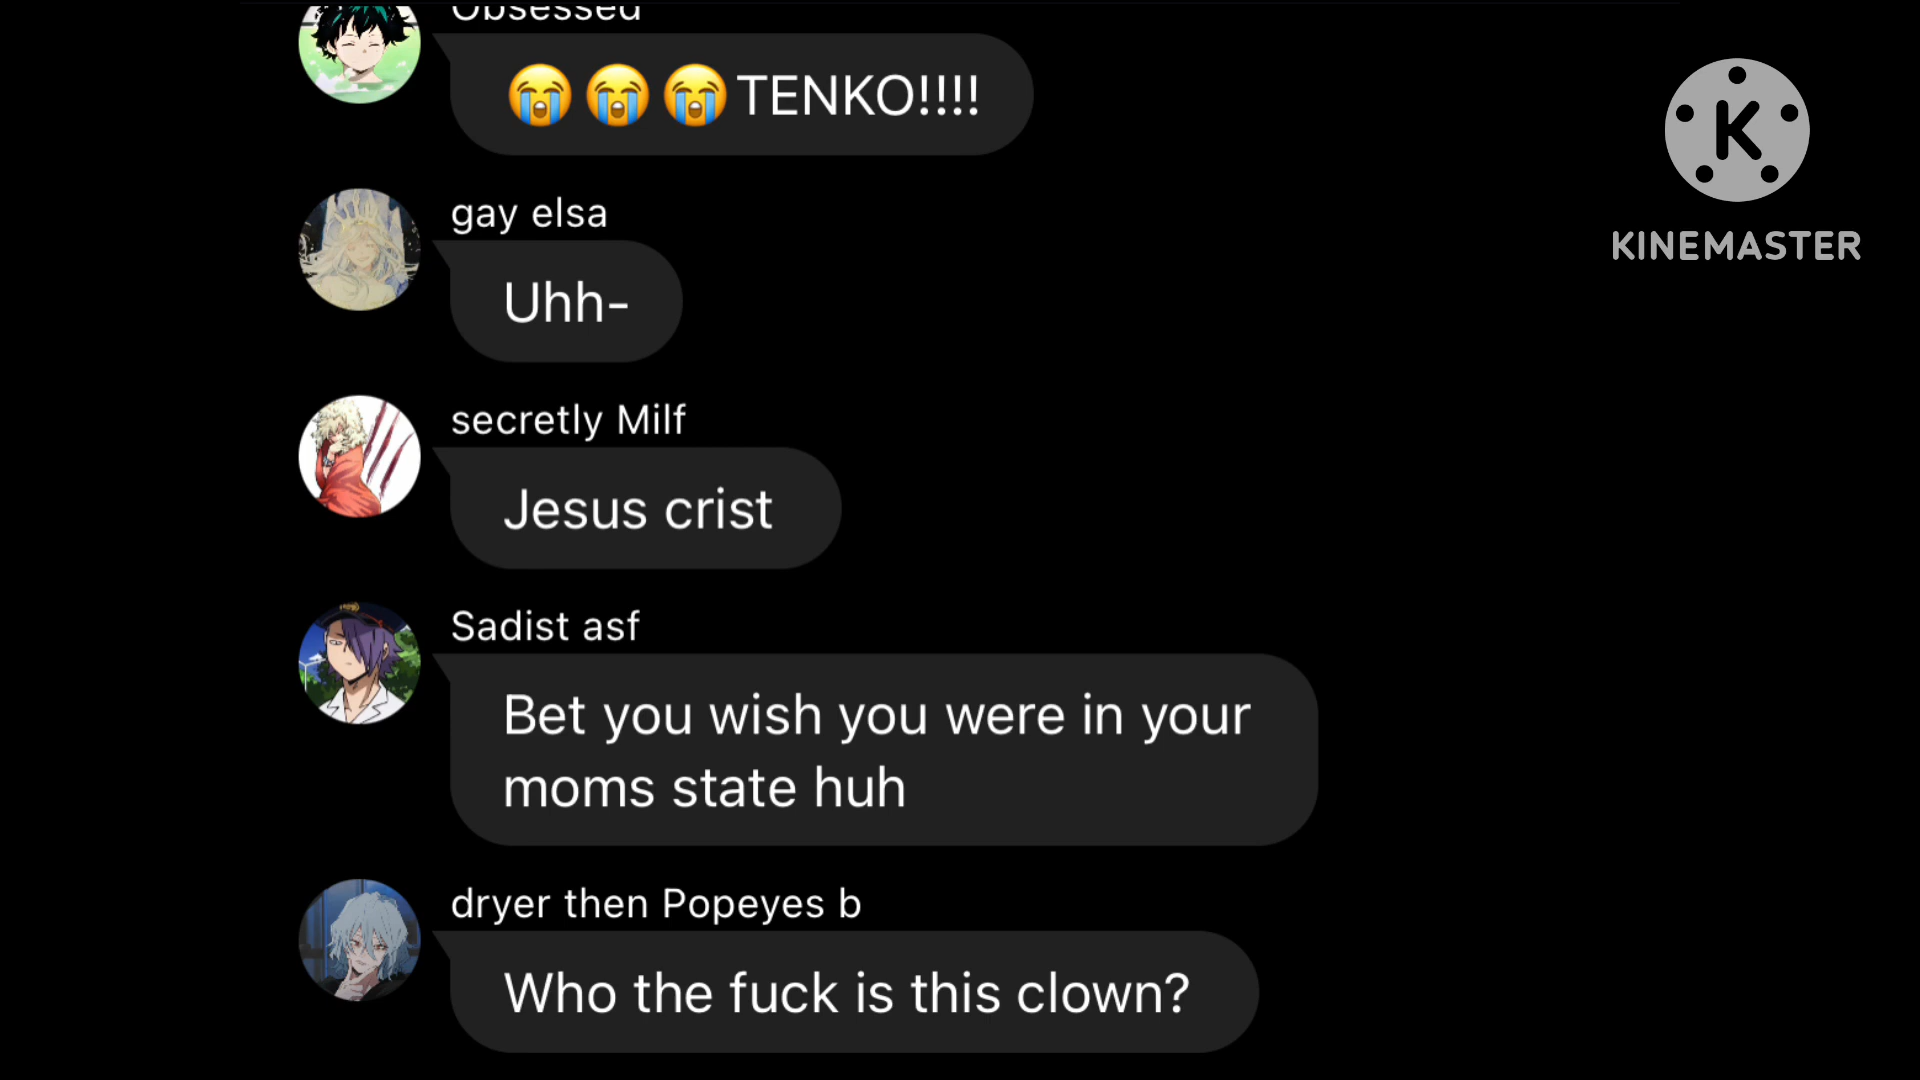 Obsessed
😭😭😭TENKO!!!!
gay elsa
Uhh-
secretly Milf
Jesus crist
Sadist asf
Bet you wish you were in your
moms state huh
dryer then Popeyes b
Who the fuck is this clown?
K
KINEMASTER